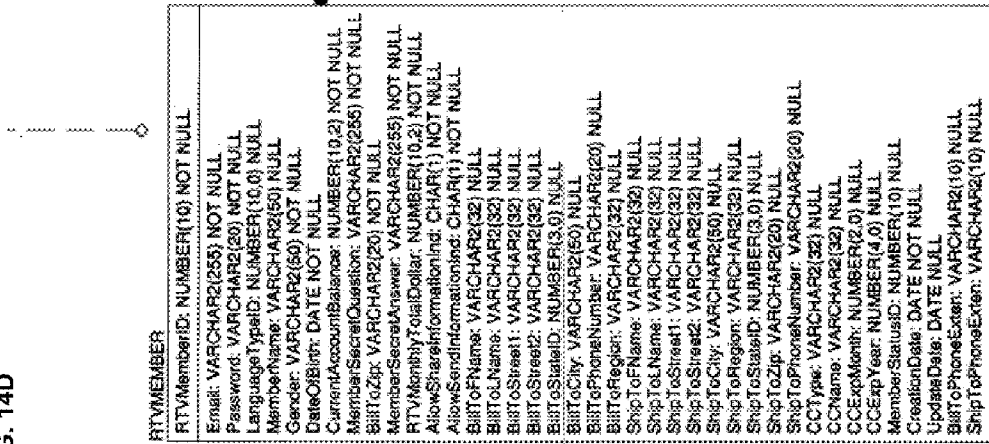 S. 14D
RTVMEMBER
RTVMemberID: NUMBER(10) NOT NULL
Email: VARCHAR2(255) NOT NULL
Password: VARCHAR2(20) NOT NULL
LanguageTypeID: NUMBER(10,0) NULL
MemberName: VARCHAR2(50) NULL
Gender: VARCHAR2(50) NOT NULL
DateOfBirth: DATE NOT NULL
CurrentAccountBalance: NUMBER(10,2) NOT NULL
MemberSecretQuestion: VARCHAR2(255) NOT NULL
BillToZip: VARCHAR2(20) NOT NULL
MemberSecretAnswer: VARCHAR2(255) NOT NULL
RTVMonthlyTotalDollar: NUMBER(10,2) NOT NULL
AllowShareInformationInd: CHAR(1) NOT NULL
AllowSendInformationInd: CHAR(1) NOT NULL
BillToFName: VARCHAR2(32) NULL
BillToLName: VARCHAR2(32) NULL
BillToStreet1: VARCHAR2(32) NULL
BillToStreet2: VARCHAR2(32) NULL
BillToStateID: NUMBER(3,0) NULL
BillToCity: VARCHAR2(50) NULL
BillToPhoneNumber: VARCHAR2(20) NULL
BillToRegion: VARCHAR2(32) NULL
ShipToFName: VARCHAR2(32) NULL
ShipToLName: VARCHAR2(32) NULL
ShipToStreet1: VARCHAR2(32) NULL
ShipToStreet2: VARCHAR2(32) NULL
ShipToCity: VARCHAR2(50) NULL
ShipToRegion: VARCHAR2(32) NULL
ShipToStateID: NUMBER(3,0) NULL
ShipToZip: VARCHAR2(20) NULL
ShipToPhoneNumber: VARCHAR2(20) NULL
CCType: VARCHAR2(32) NULL
CCName: VARCHAR2(32) NULL
CCExpMonth: NUMBER(2,0) NULL
CCExpYear: NUMBER(4,0) NULL
MemberStatusID: NUMBER(10) NULL
CreationDate: DATE NOT NULL
UpdateDate: DATE NULL
BillToPhoneExten: VARCHAR2(10) NULL
ShipToPhoneExten: VARCHAR2(10) NULL